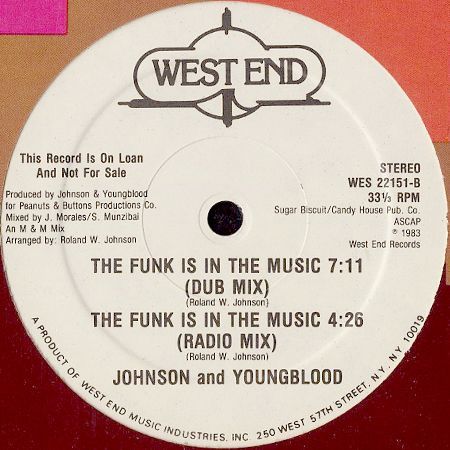 WEST END
This Record Is On Loan
And Not For Sale
Produced by Johnson & Youngblood
for Peanuts & Buttons Productions Co.
Mixed by J. Morales/S. Munzibai
An M & M Mix
Arranged by: Roland W. Johnson
STEREO
WES 22151-B
33⅓ RPM
Sugar Biscuit/Candy House Pub. Co.
ASCAP
℗ 1983
West End Records
THE FUNK IS IN THE MUSIC 7:11
(DUB MIX)
(Roland W. Johnson)
THE FUNK IS IN THE MUSIC 4:26
(RADIO MIX)
(Roland W. Johnson)
JOHNSON and YOUNGBLOOD
A PRODUCT OF WEST END MUSIC INDUSTRIES, INC. 250 WEST 57TH STREET, NY, NY 10019